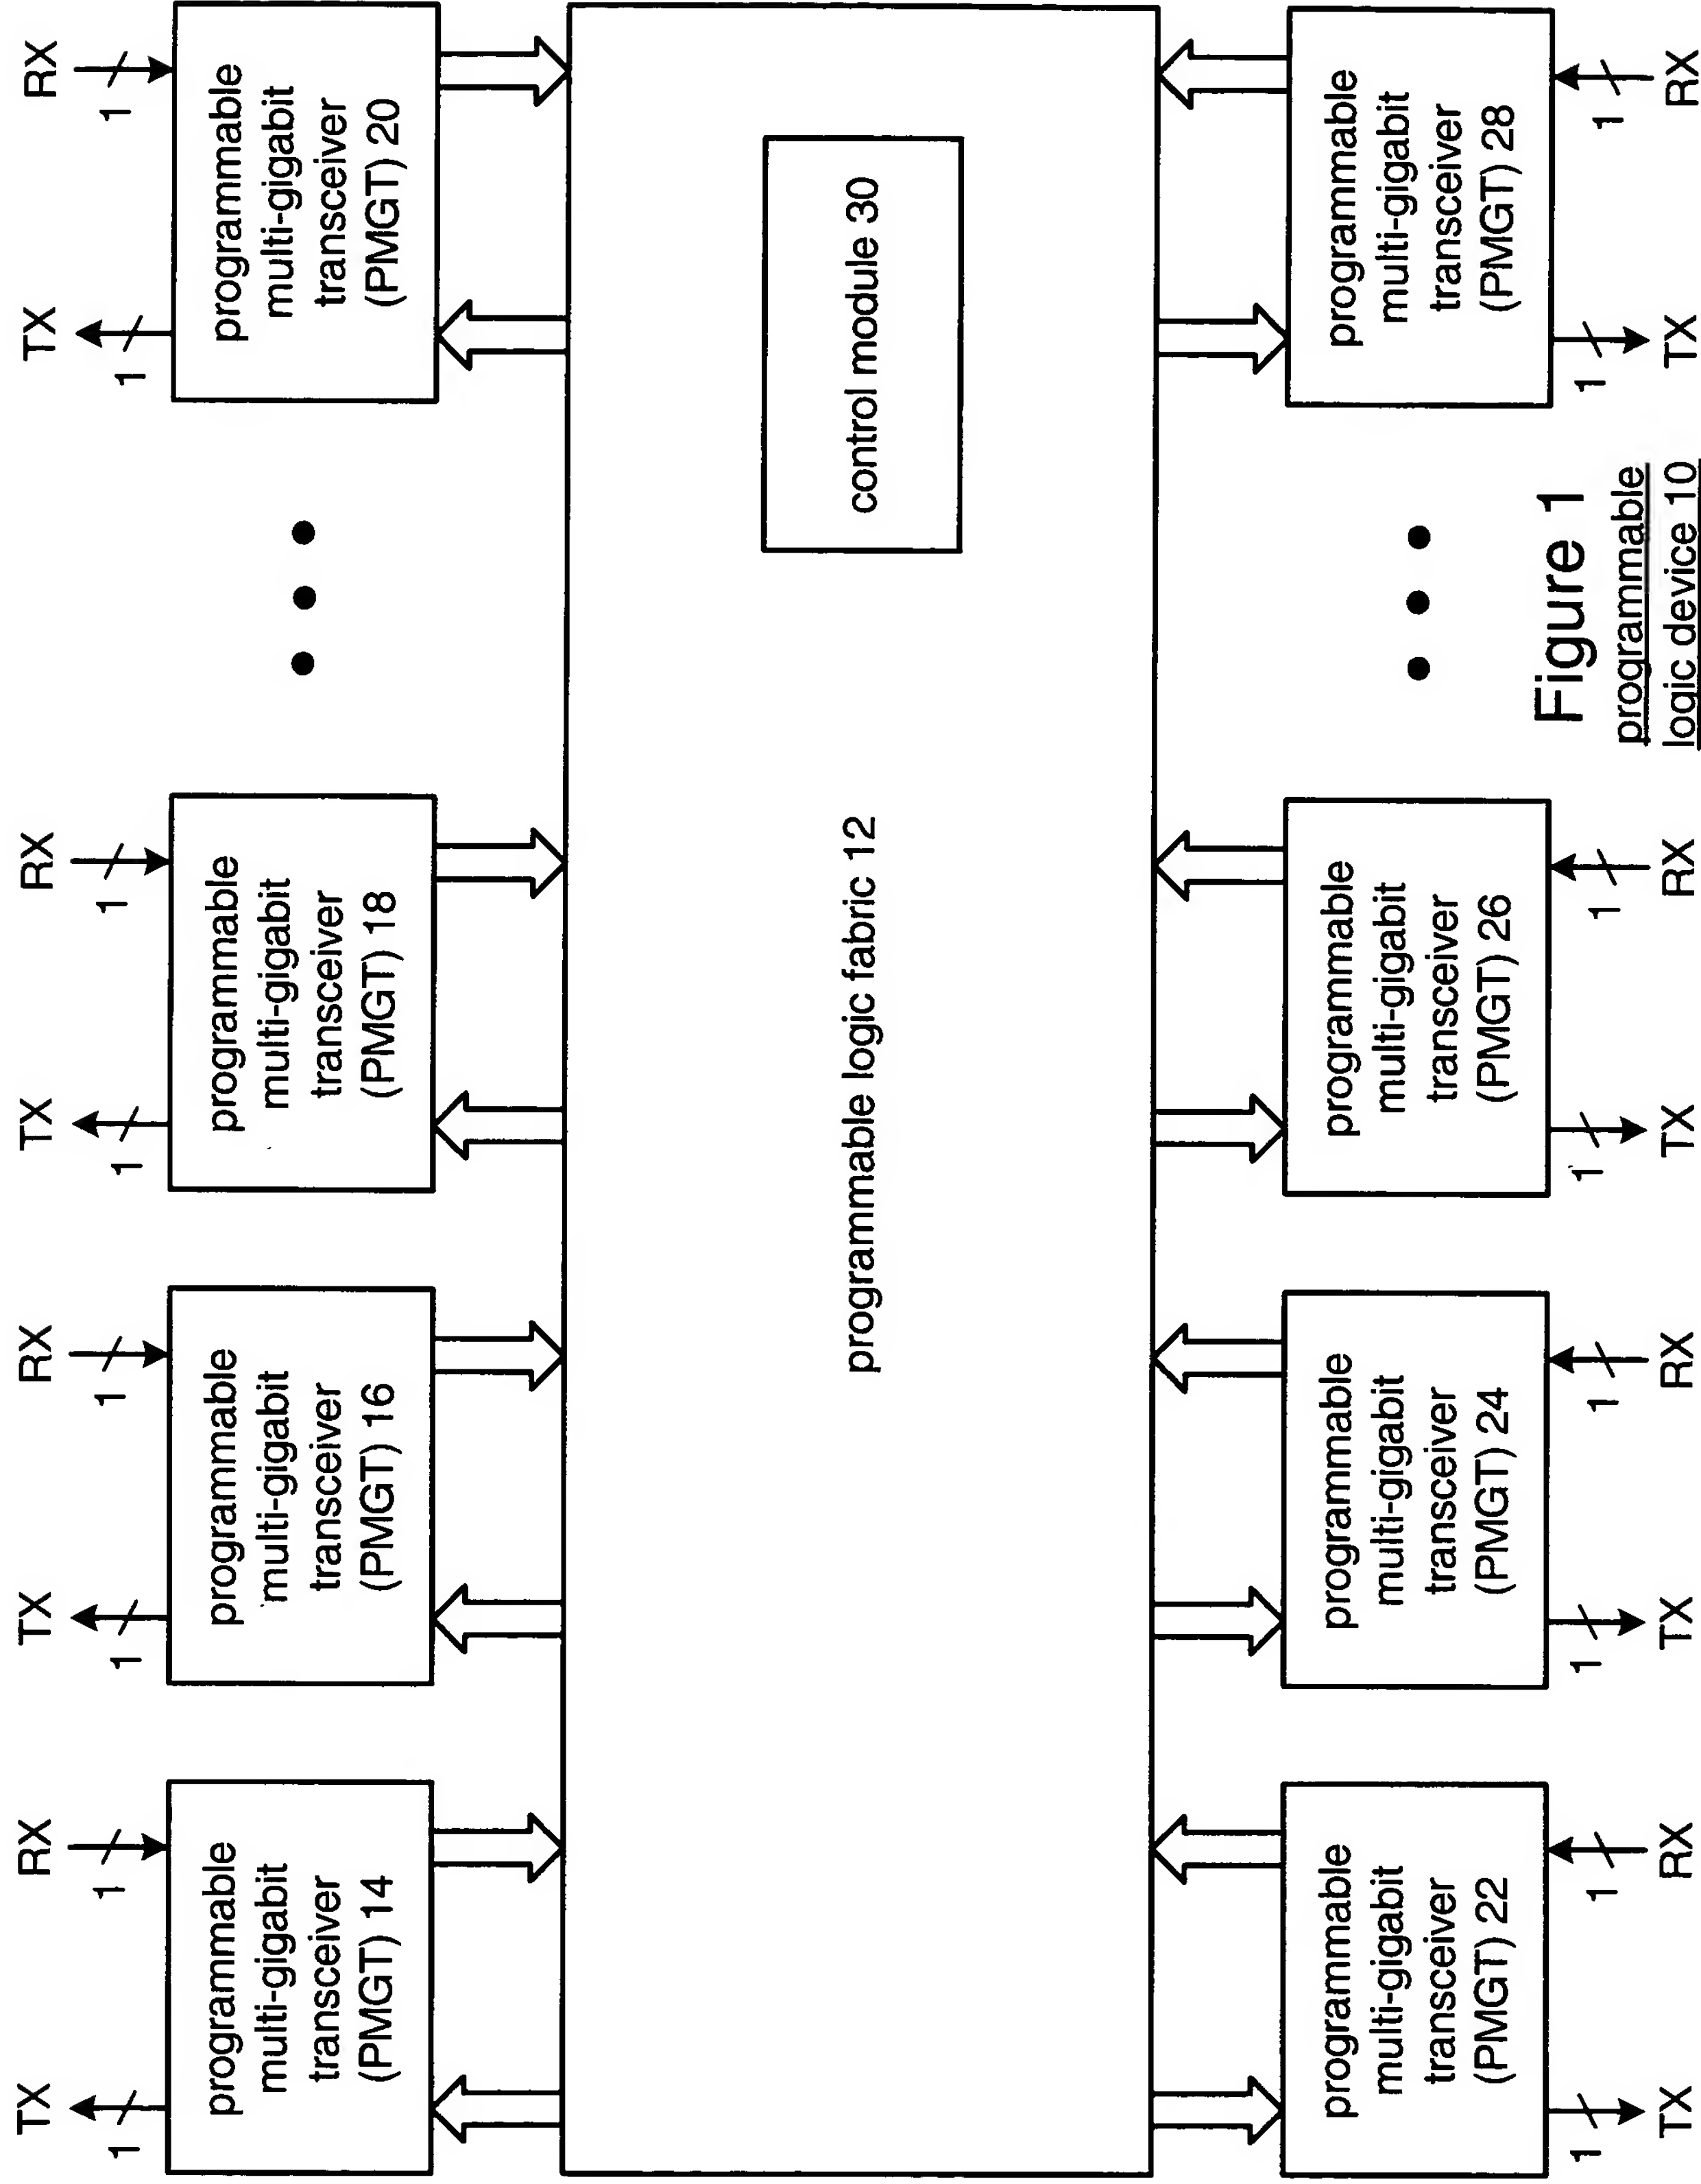 TX
RX
TX
RX
TX
RX
TX
RX
1
1
1
1
1
1
1
1
programmable
multi-gigabit
transceiver
(PMGT) 14
programmable
multi-gigabit
transceiver
(PMGT) 16
programmable
multi-gigabit
transceiver
(PMGT) 18
programmable
multi-gigabit
transceiver
(PMGT) 20
programmable logic fabric 12
control module 30
programmable
multi-gigabit
transceiver
(PMGT) 22
programmable
multi-gigabit
transceiver
(PMGT) 24
programmable
multi-gigabit
transceiver
(PMGT) 26
programmable
multi-gigabit
transceiver
(PMGT) 28
1
1
1
1
1
1
1
1
TX
RX
TX
RX
TX
RX
TX
RX
Figure 1
programmable
logic device 10